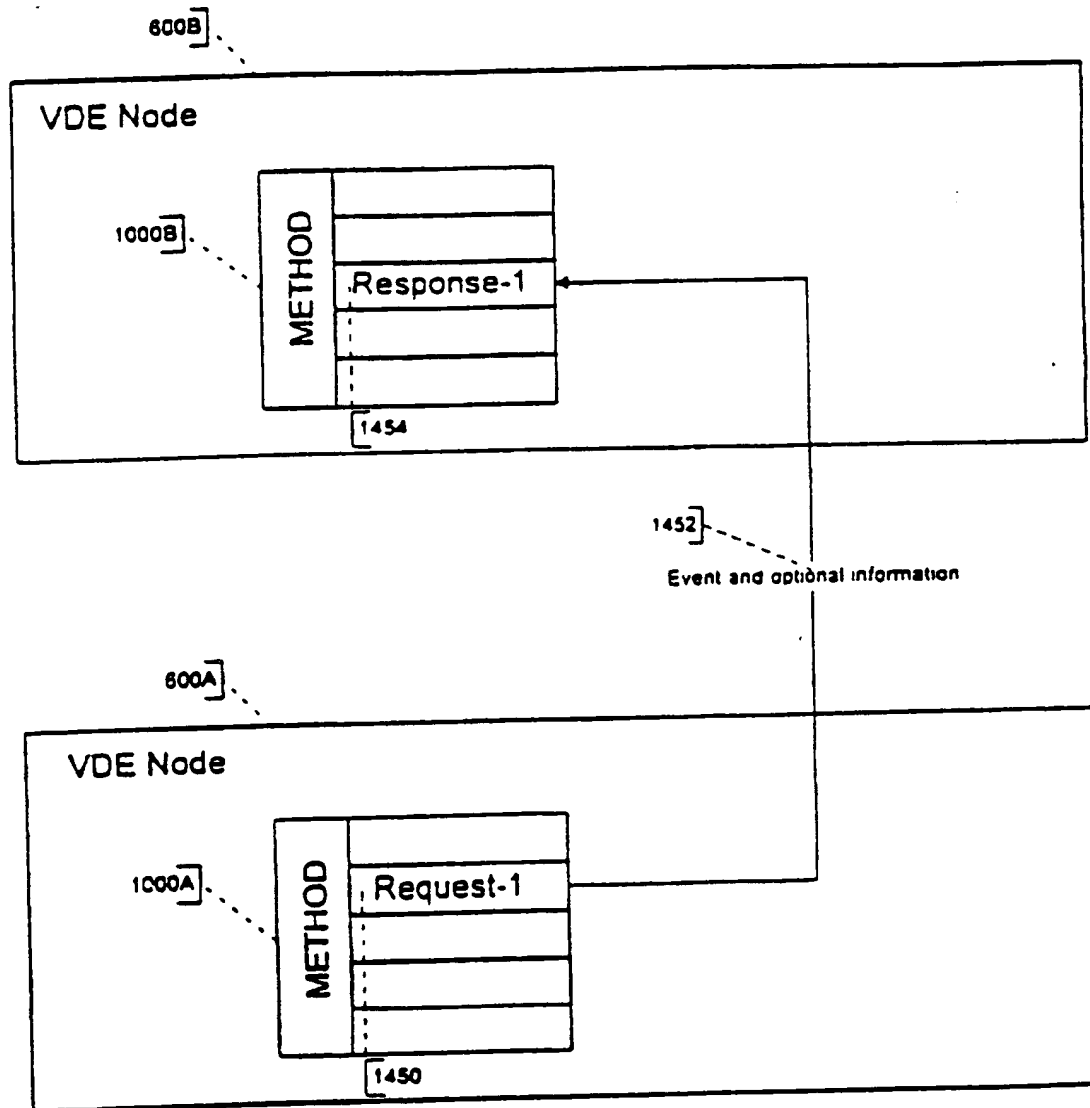 600B
VDE Node
1000B
METHOD
Response-1
1454
1452
Event and optional information
600A
VDE Node
1000A
METHOD
Request-1
1450